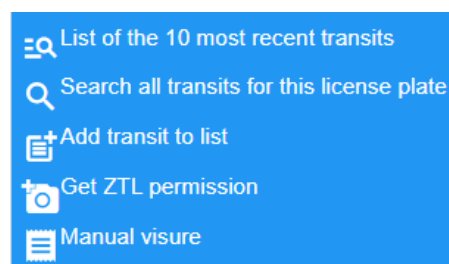 List of the 10 most recent transits
Search all transits for this license plate
Add transit to list
Get ZTL permission
Manual visure